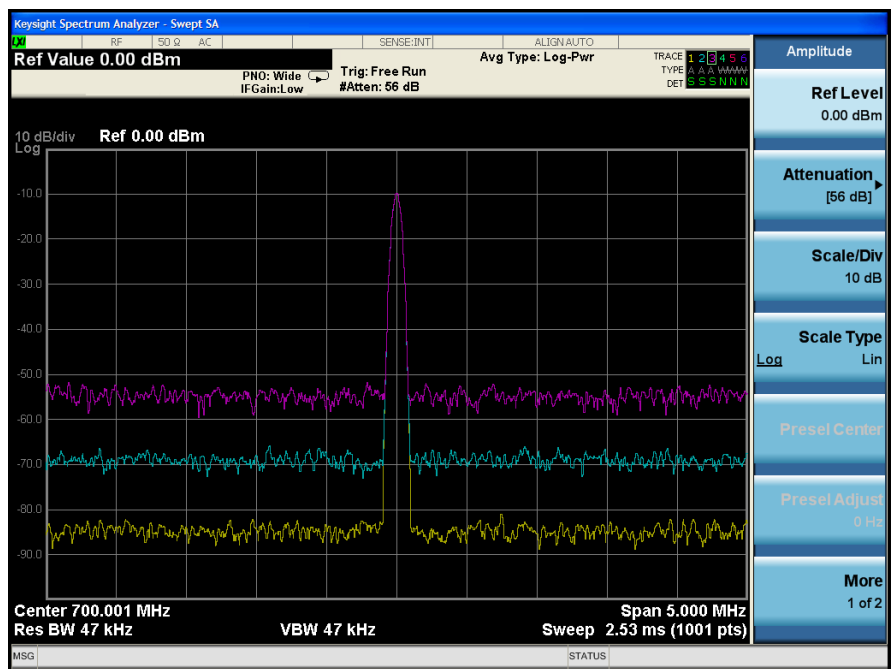 Keysight Spectrum Analyzer - Swept SA
LXI RF 50 Ω AC SENSE:INT ALIGN AUTO
Ref Value 0.00 dBm
PNO: Wide
IFGain:Low
Trig: Free Run
#Atten: 56 dB
Avg Type: Log-Pwr
TRACE 1 2 3 4 5 6
TYPE A A A W W W
DET S S S N N N
10 dB/div Ref 0.00 dBm
Log
-10.0
-20.0
-30.0
-40.0
-50.0
-60.0
-70.0
-80.0
-90.0
Center 700.001 MHz Span 5.000 MHz
Res BW 47 kHz VBW 47 kHz Sweep 2.53 ms (1001 pts)
MSG STATUS
Amplitude
Ref Level
0.00 dBm
Attenuation
[56 dB]
Scale/Div
10 dB
Scale Type
Log Lin
Presel Center
Presel Adjust
0 Hz
More
1 of 2